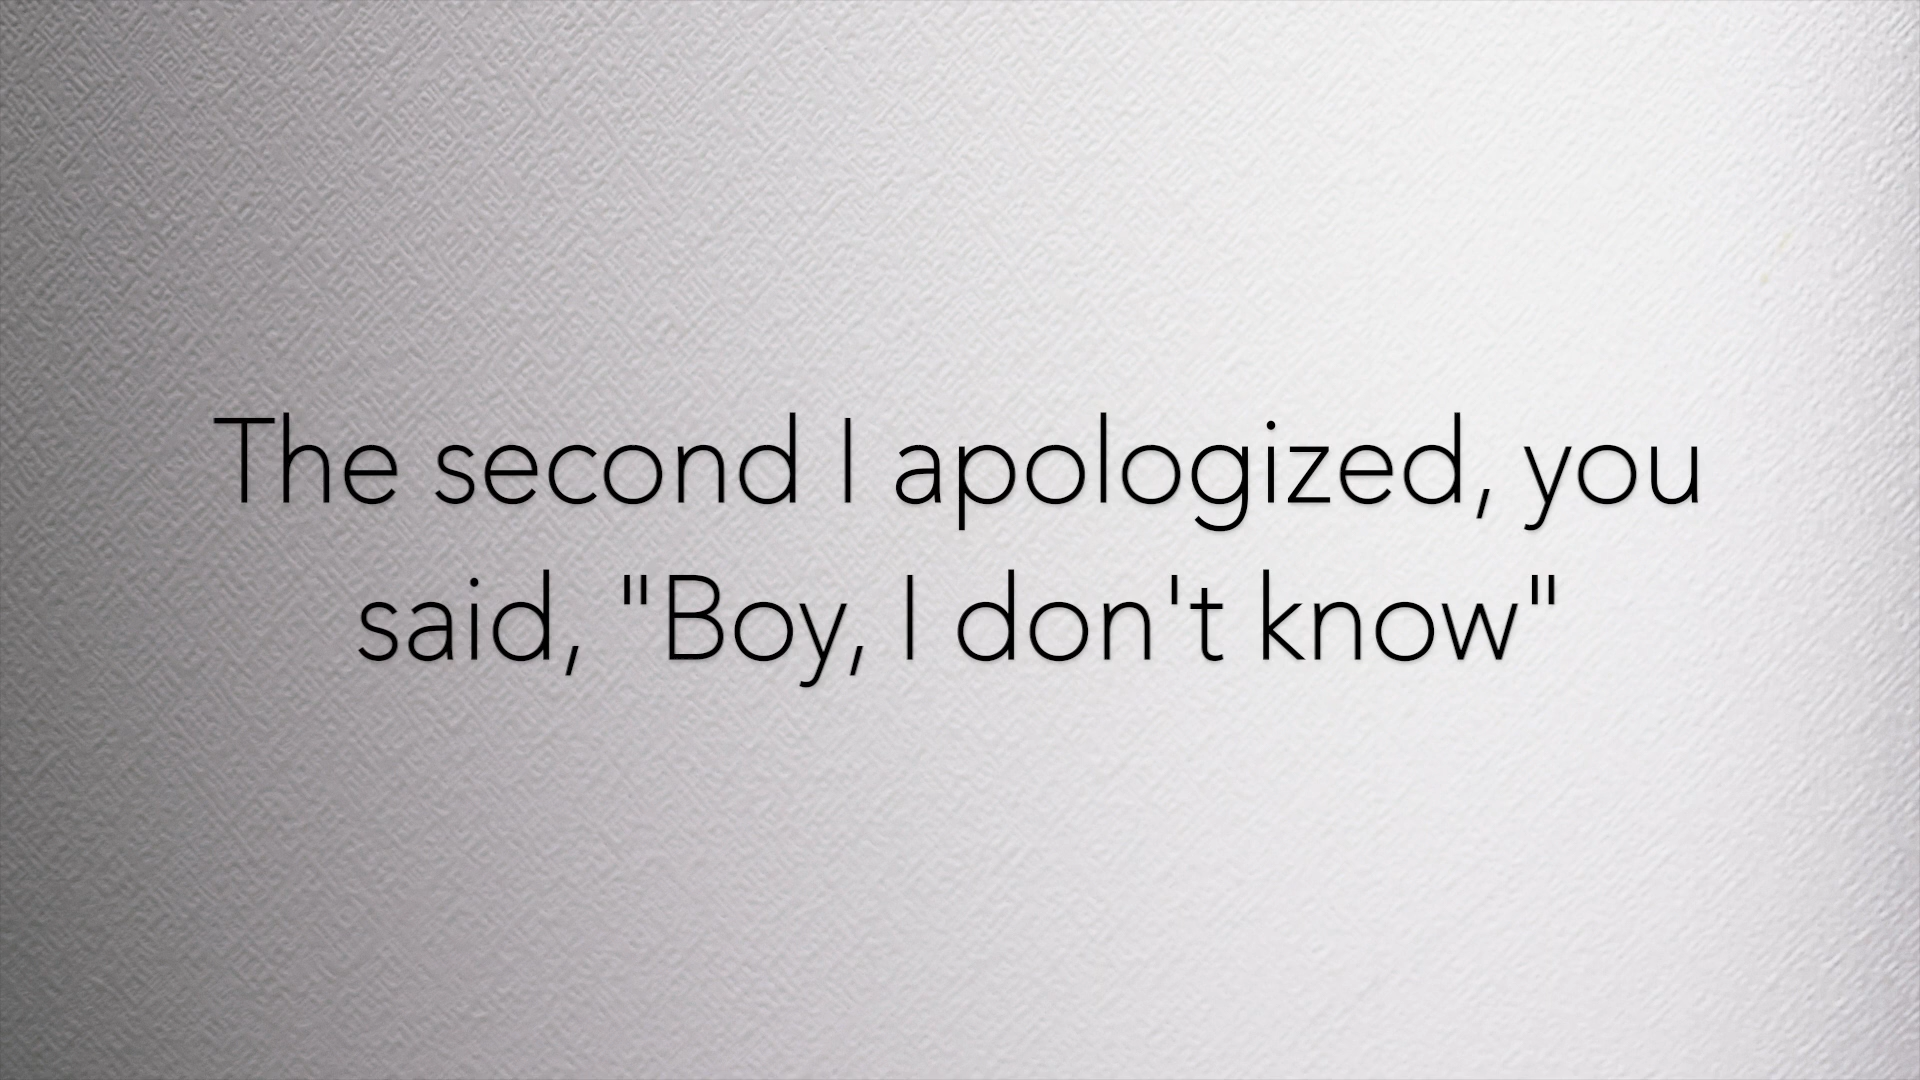 The second I apologized, you
said, "Boy, I don't know"